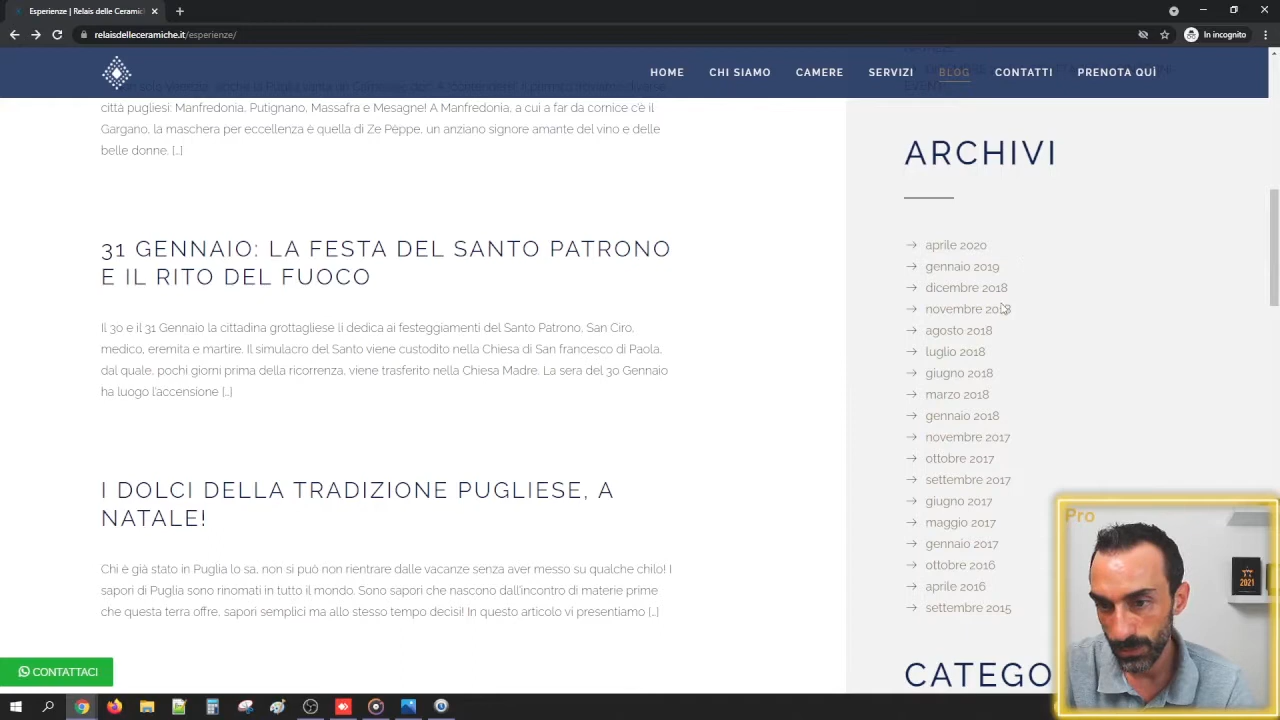 Esperienze | Relais delle Ceramic
relaisdelleceramiche.it/esperienze/
In incognito
HOME
CHI SIAMO
CAMERE
SERVIZI
BLOG
CONTATTI
PRENOTA QUÌ
EVENTI
città pugliesi: Manfredonia, Putignano, Massafra e Mesagne! A Manfredonia, a cui a far da cornice c'è il
Gargano, la maschera per eccellenza è quella di Ze Pèppe, un anziano signore amante del vino e delle
belle donne. […]
31 GENNAIO: LA FESTA DEL SANTO PATRONO
E IL RITO DEL FUOCO
Il 30 e il 31 Gennaio la cittadina grottagliese li dedica ai festeggiamenti del Santo Patrono, San Ciro,
medico, eremita e martire. Il simulacro del Santo viene custodito nella Chiesa di San francesco di Paola,
dal quale, pochi giorni prima della ricorrenza, viene trasferito nella Chiesa Madre. La sera del 30 Gennaio
ha luogo l'accensione […]
I DOLCI DELLA TRADIZIONE PUGLIESE, A
NATALE!
Chi è già stato in Puglia lo sa, non si può non rientrare dalle vacanze senza aver messo su qualche chilo! I
sapori di Puglia sono rinomati in tutto il mondo. Sono sapori che nascono dall'incontro di materie prime
che questa terra offre, sapori semplici ma allo stesso tempo decisi! In questo articolo vi presentiamo […]
CONTATTACI
ARCHIVI
aprile 2020
gennaio 2019
dicembre 2018
novembre 2018
agosto 2018
luglio 2018
giugno 2018
marzo 2018
gennaio 2018
novembre 2017
ottobre 2017
settembre 2017
giugno 2017
maggio 2017
gennaio 2017
ottobre 2016
aprile 2016
settembre 2015
CATEGO
Pro
2021